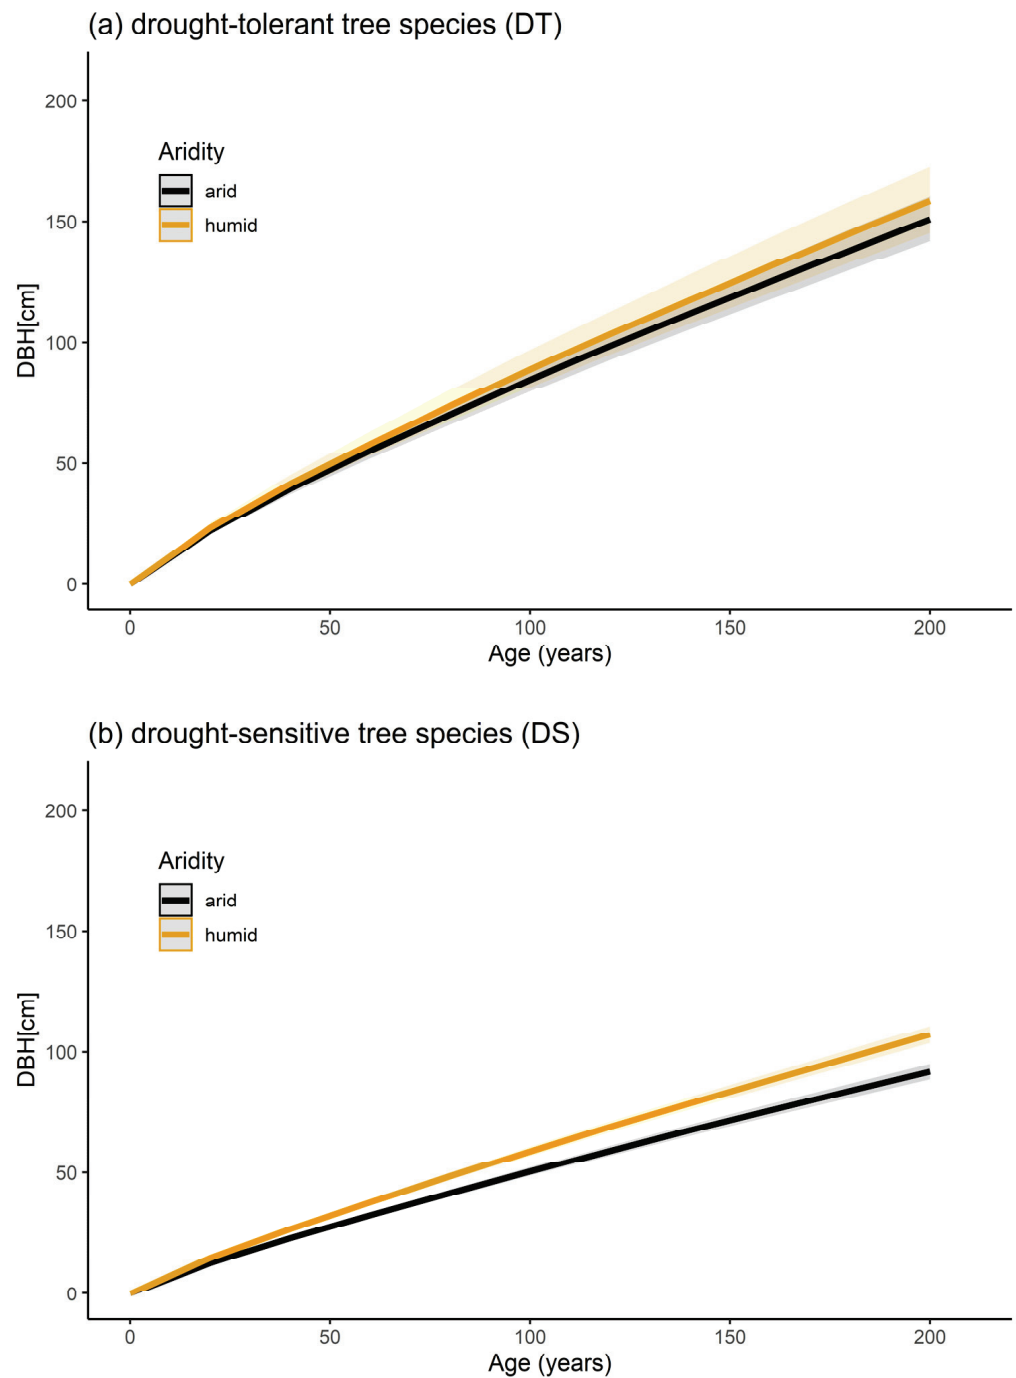 (a) drought-tolerant tree species (DT)
200
150
100
50
0
DBH[cm]
Aridity
arid
humid
0 50 100 150 200
Age (years)
(b) drought-sensitive tree species (DS)
200
150
100
50
0
DBH[cm]
Aridity
arid
humid
0 50 100 150 200
Age (years)